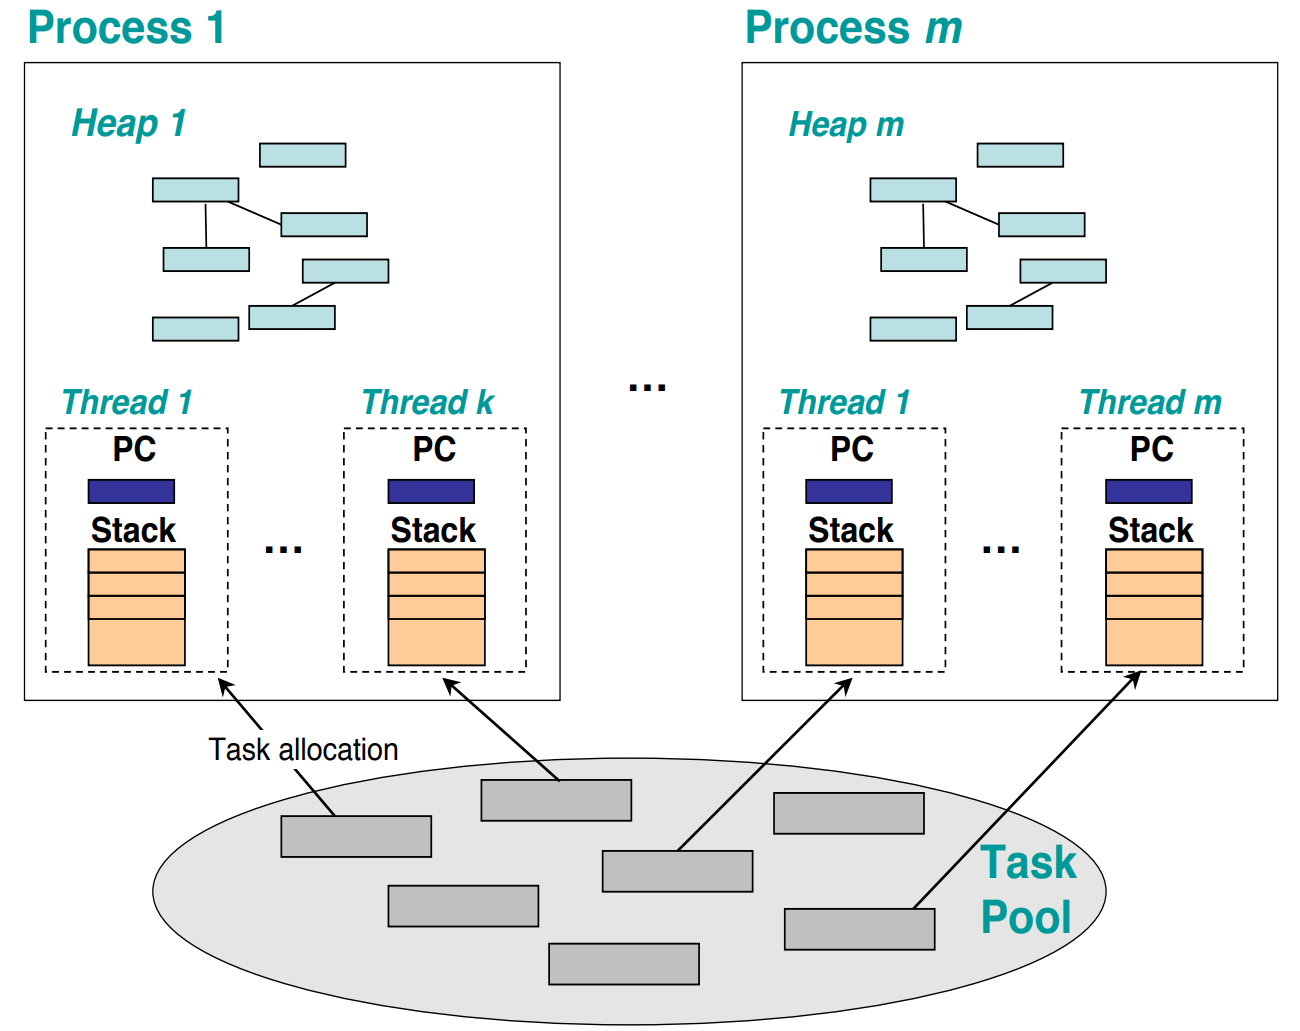 Process 1
Process m
Heap 1
Heap m
...
Thread 1
Thread k
Thread 1
Thread m
PC
PC
PC
PC
Stack
...
Stack
Stack
...
Stack
Task allocation
Task
Pool